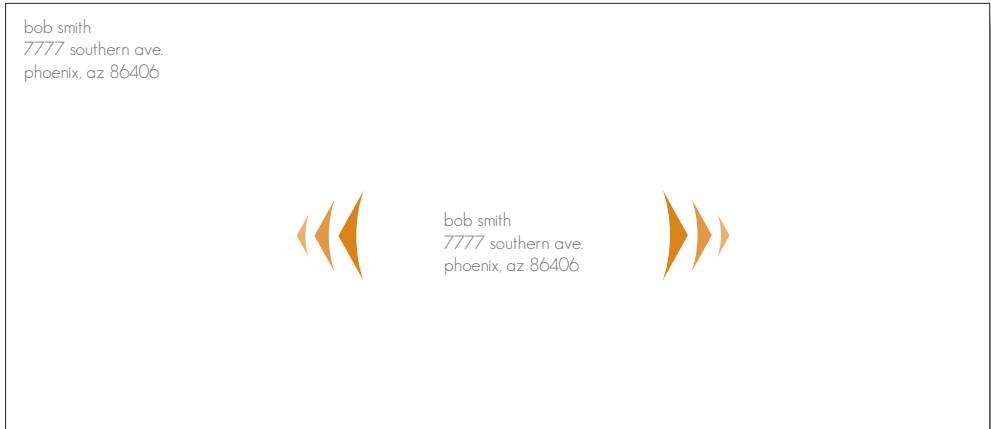 bob smith
7777 southern ave.
phoenix, az 86406
bob smith
7777 southern ave.
phoenix, az 86406